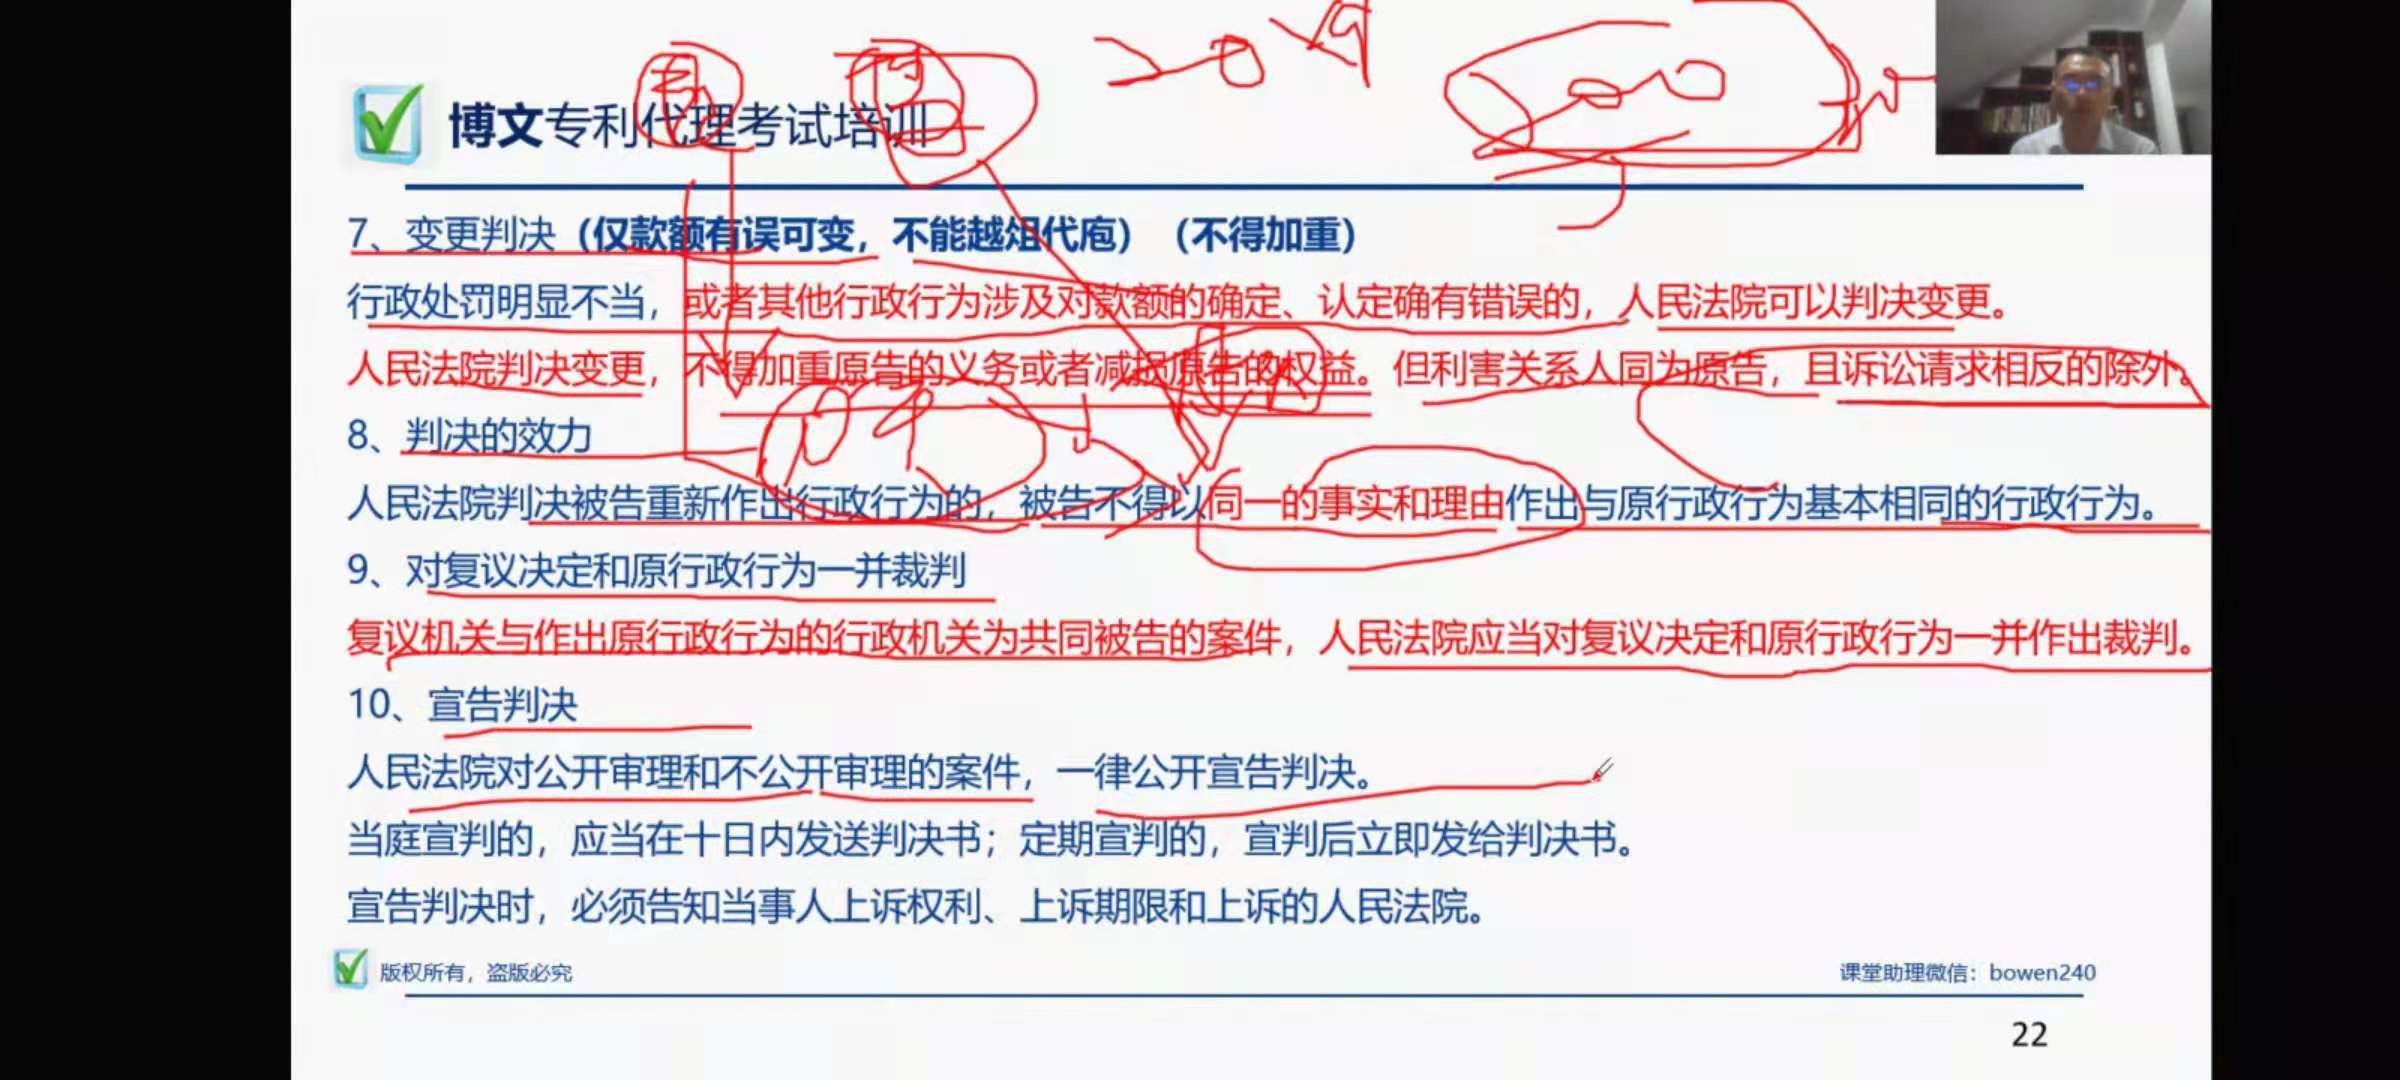 博文专利代理考试培训
7、变更判决（仅款额有误可变，不能越俎代庖）（不得加重）
行政处罚明显不当，或者其他行政行为涉及对款额的确定、认定确有错误的，人民法院可以判决变更。
人民法院判决变更，不得加重原告的义务或者减损原告的权益。但利害关系人同为原告，且诉讼请求相反的除外。
8、判决的效力
人民法院判决被告重新作出行政行为的，被告不得以同一的事实和理由作出与原行政行为基本相同的行政行为。
9、对复议决定和原行政行为一并裁判
复议机关与作出原行政行为的行政机关为共同被告的案件，人民法院应当对复议决定和原行政行为一并作出裁判。
10、宣告判决
人民法院对公开审理和不公开审理的案件，一律公开宣告判决。
当庭宣判的，应当在十日内发送判决书；定期宣判的，宣判后立即发给判决书。
宣告判决时，必须告知当事人上诉权利、上诉期限和上诉的人民法院。
版权所有，盗版必究
课堂助理微信：bowen240
22